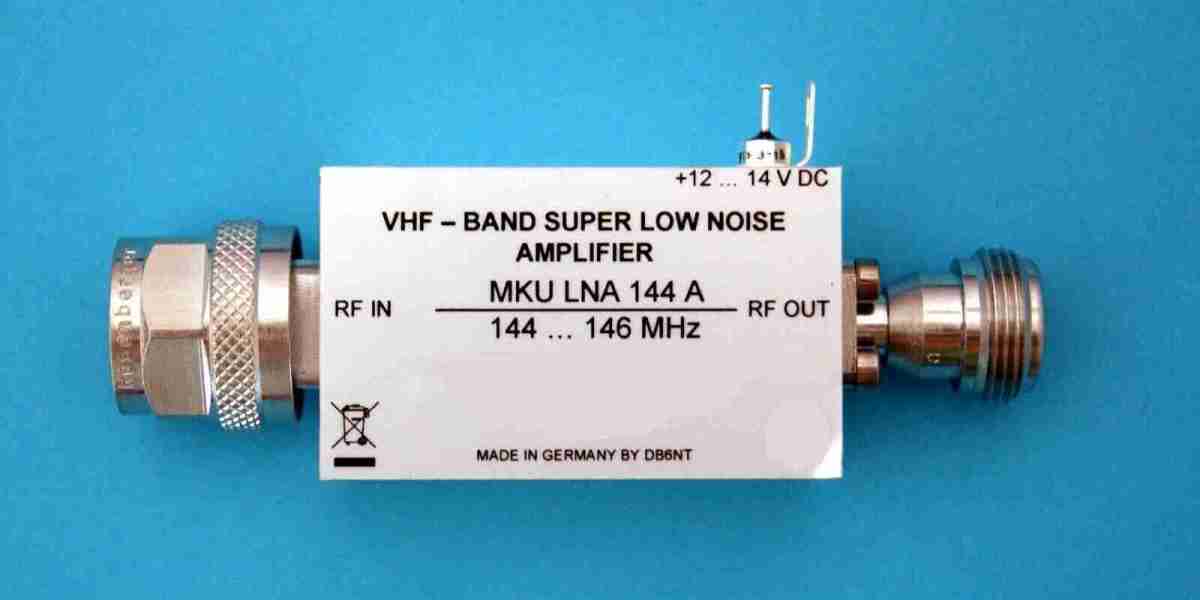 +12 ... 14 V DC
VHF – BAND SUPER LOW NOISE
AMPLIFIER
MKU LNA 144 A
RF IN
RF OUT
144 ... 146 MHz
MADE IN GERMANY BY DB6NT